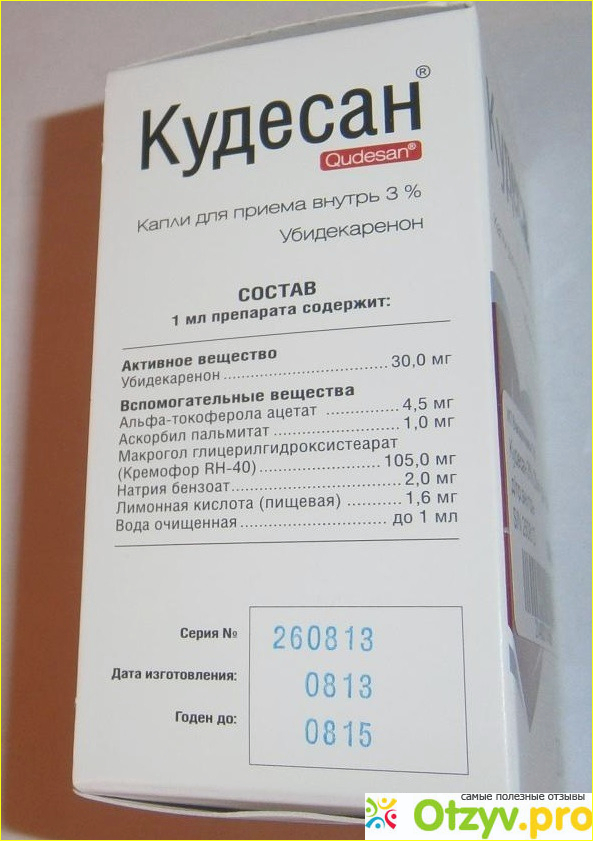 Кудесан®
Qudesan®
Капли для приема внутрь 3 %
Убидекаренон
СОСТАВ
1 мл препарата содержит:
Активное вещество
Убидекаренон ........................ 30,0 мг
Вспомогательные вещества
Альфа-токоферола ацетат ............... 4,5 мг
Аскорбил пальмитат ..................... 1,0 мг
Макрогол глицерилгидроксистеарат
(Кремофор RH-40) ..................... 105,0 мг
Натрия бензоат ........................... 2,0 мг
Лимонная кислота (пищевая) ........... 1,6 мг
Вода очищенная ........................ до 1 мл
Серия № 260813
Дата изготовления: 0813
Годен до: 0815
самые полезные отзывы
Otzyv.pro